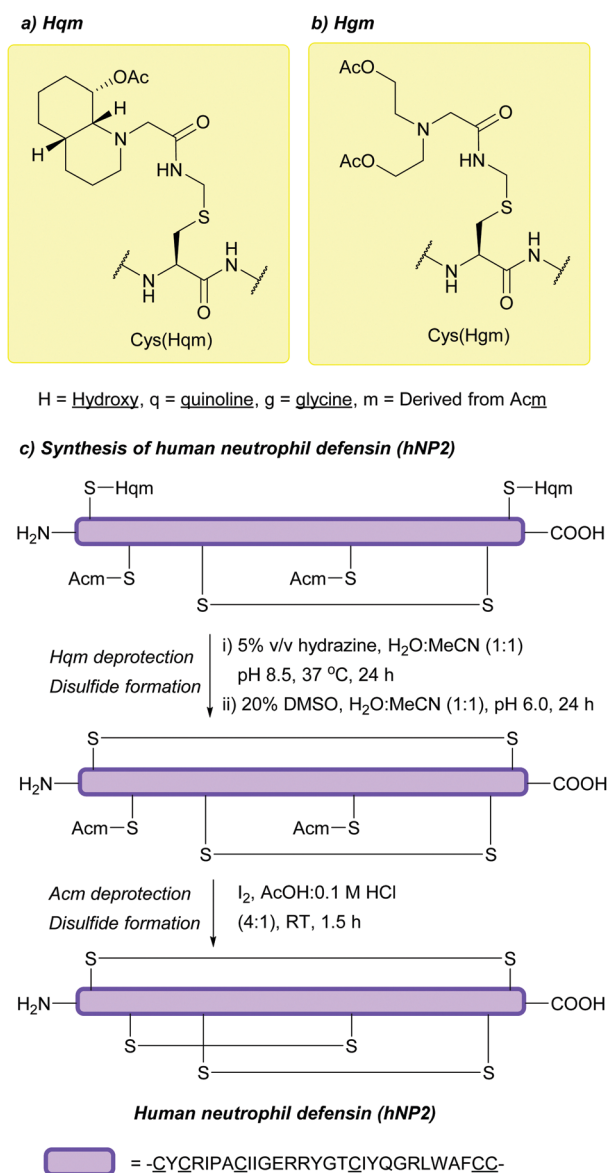 a) Hqm
b) Hgm
OAc
H
H
N
O
HN
S
N
H
O
H
N
Cys(Hqm)
AcO
AcO
N
O
HN
S
N
H
O
H
N
Cys(Hgm)
H = Hydroxy, q = quinoline, g = glycine, m = Derived from Acm
c) Synthesis of human neutrophil defensin (hNP2)
S–Hqm
S–Hqm
H₂N
COOH
Acm–S
Acm–S
S
S
Hqm deprotection
Disulfide formation
i) 5% v/v hydrazine, H₂O:MeCN (1:1)
pH 8.5, 37 ºC, 24 h
ii) 20% DMSO, H₂O:MeCN (1:1), pH 6.0, 24 h
S
S
H₂N
COOH
Acm–S
Acm–S
S
S
Acm deprotection
Disulfide formation
I₂, AcOH:0.1 M HCl
(4:1), RT, 1.5 h
S
S
H₂N
COOH
S
S
S
S
Human neutrophil defensin (hNP2)
= -CYCRIPACIIGERRYGTCIYQGRLWAFCC-